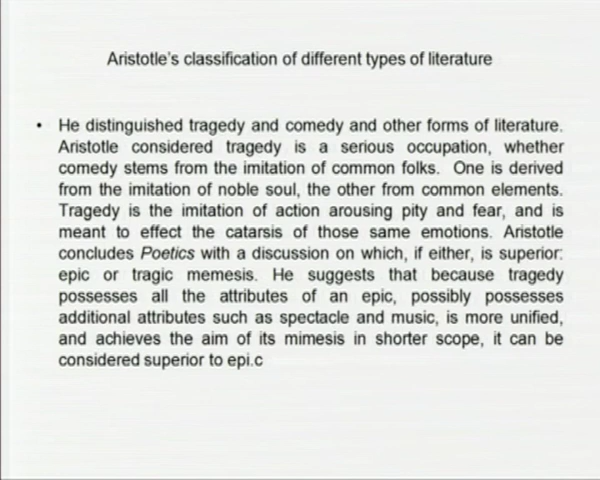 Aristotle's classification of different types of literature
• He distinguished tragedy and comedy and other forms of literature.
Aristotle considered tragedy is a serious occupation, whether
comedy stems from the imitation of common folks. One is derived
from the imitation of noble soul, the other from common elements.
Tragedy is the imitation of action arousing pity and fear, and is
meant to effect the catarsis of those same emotions. Aristotle
concludes Poetics with a discussion on which, if either, is superior:
epic or tragic memesis. He suggests that because tragedy
possesses all the attributes of an epic, possibly possesses
additional attributes such as spectacle and music, is more unified,
and achieves the aim of its mimesis in shorter scope, it can be
considered superior to epi.c